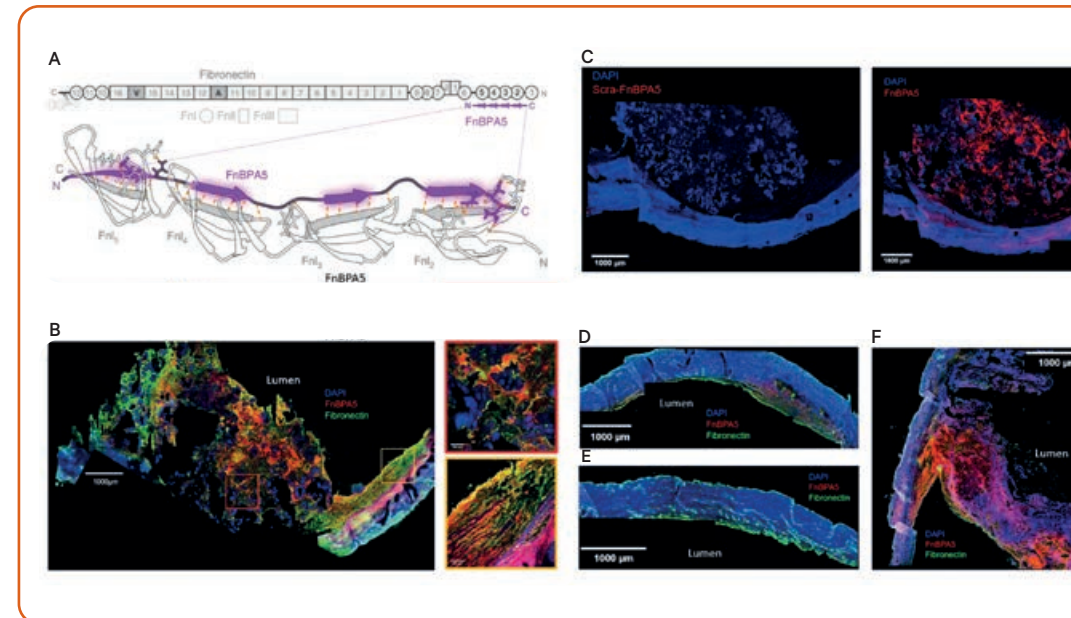 A
Fibronectin
C
N
N
C
FnI FnII FnIII
FnBPA5
FnBPA5
C
N
C
N
FnI5
FnI4
FnI3
FnI2
FnBPA5
B
Lumen
DAPI
FnBPA5
Fibronectin
1000µm
C
DAPI
Scra-FnBPA5
1000 µm
DAPI
FnBPA5
1000 µm
D
Lumen
DAPI
FnBPA5
Fibronectin
1000 µm
E
DAPI
FnBPA5
Fibronectin
1000 µm
Lumen
F
1000 µm
Lumen
DAPI
FnBPA5
Fibronectin